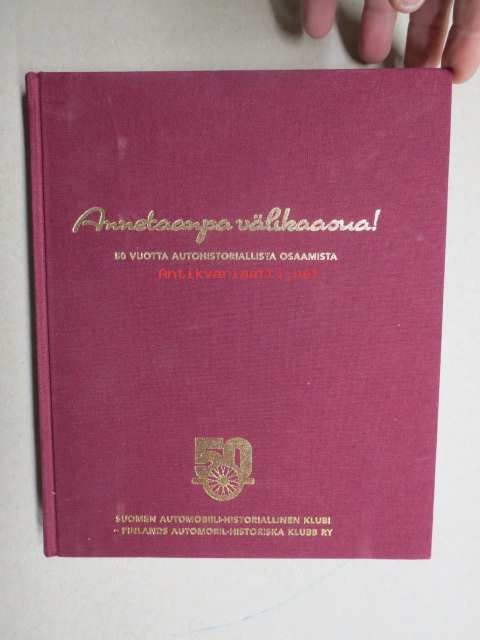 Annetaanpa välikaasua!
50 VUOTTA AUTOHISTORIALLISTA OSAAMISTA
Antikvariaatti.net
50
SUOMEN AUTOMOBIILI-HISTORIALLINEN KLUBI
- FINLANDS AUTOMOBIL-HISTORISKA KLUBB RY